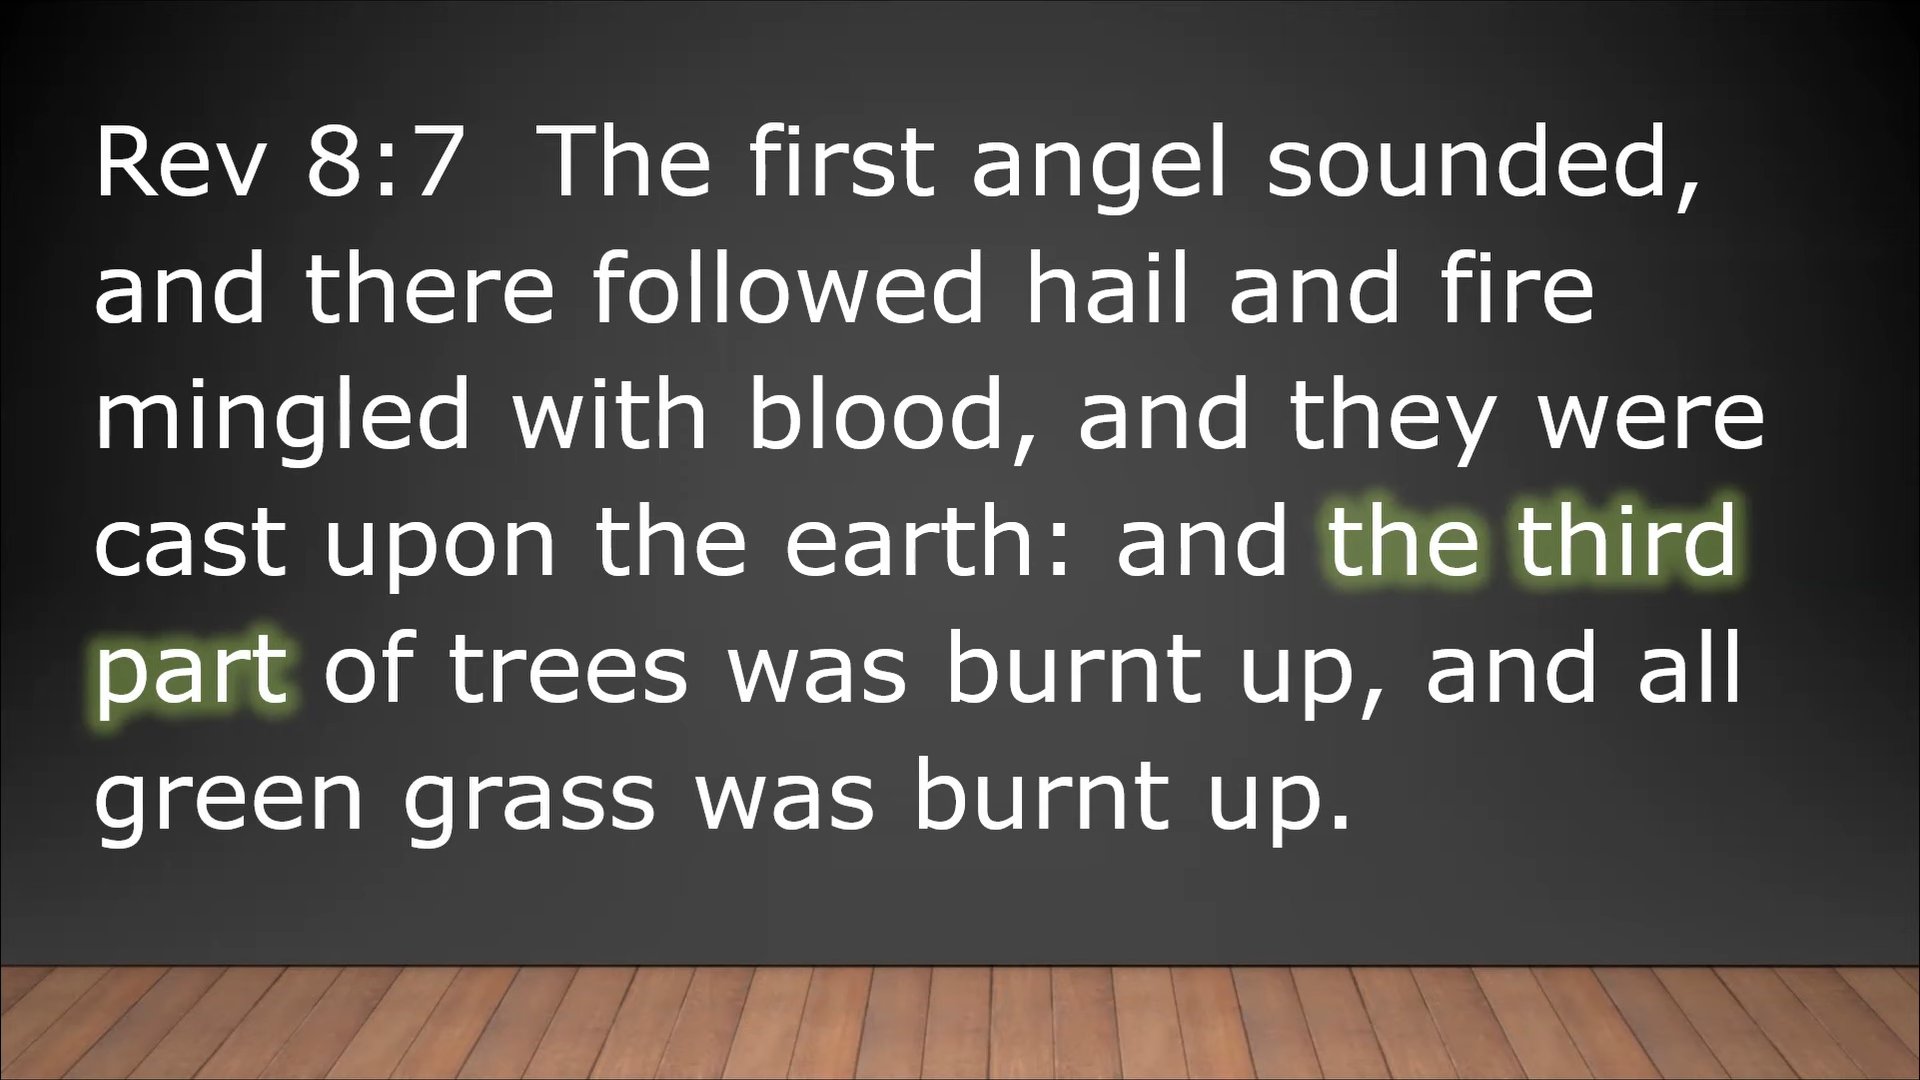 Rev 8:7  The first angel sounded,
and there followed hail and fire
mingled with blood, and they were
cast upon the earth: and the third
part of trees was burnt up, and all
green grass was burnt up.